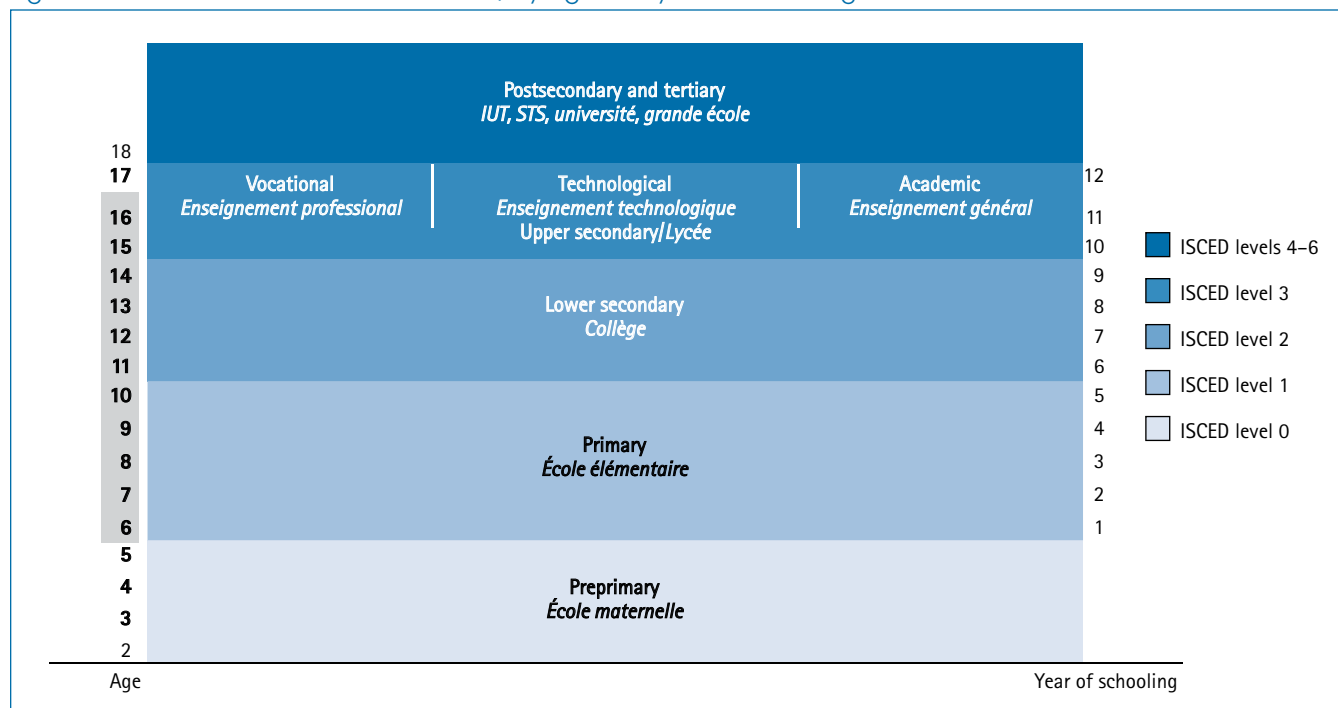 Postsecondary and tertiary
IUT, STS, université, grande école
18
17
16
15
14
13
12
11
10
9
8
7
6
5
4
3
2
Vocational
Enseignement professional
Technological
Enseignement technologique
Upper secondary/Lycée
Academic
Enseignement général
Lower secondary
Collège
Primary
École élémentaire
Preprimary
École maternelle
12
11
10
9
8
7
6
5
4
3
2
1
ISCED levels 4–6
ISCED level 3
ISCED level 2
ISCED level 1
ISCED level 0
Age
Year of schooling